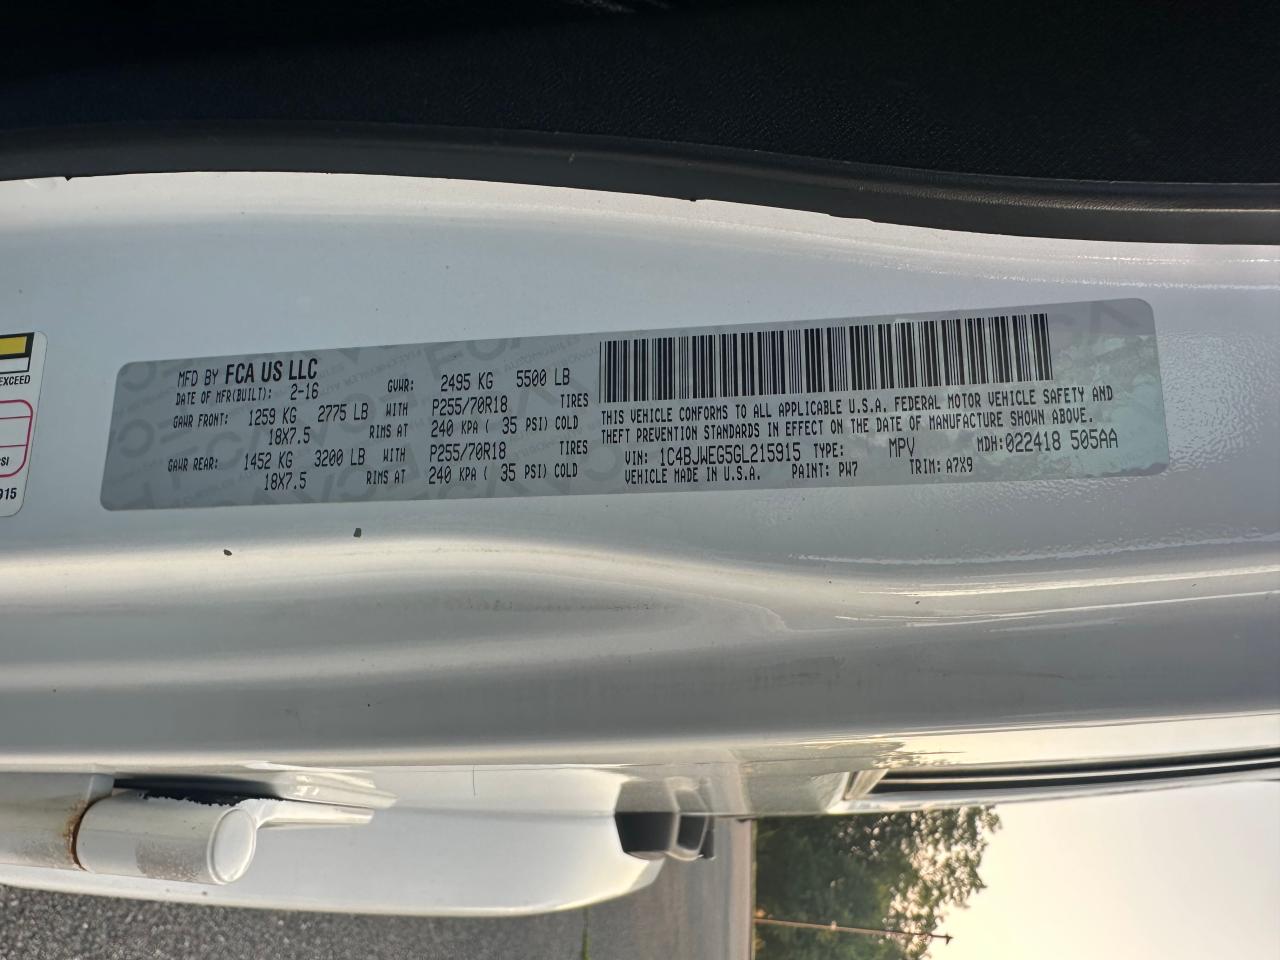 EXCEED
SI
915
MFD BY FCA US LLC
DATE OF MFR(BUILT): 2-16
GVWR: 2495 KG 5500 LB
GAWR FRONT: 1259 KG 2775 LB WITH P255/70R18 TIRES
18X7.5 RIMS AT 240 KPA ( 35 PSI) COLD
GAWR REAR: 1452 KG 3200 LB WITH P255/70R18 TIRES
18X7.5 RIMS AT 240 KPA ( 35 PSI) COLD
THIS VEHICLE CONFORMS TO ALL APPLICABLE U.S.A. FEDERAL MOTOR VEHICLE SAFETY AND
THEFT PREVENTION STANDARDS IN EFFECT ON THE DATE OF MANUFACTURE SHOWN ABOVE.
VIN: 1C4BJWEG5GL215915 TYPE: MPV MDH:022418 505AA
VEHICLE MADE IN U.S.A. PAINT: PW7 TRIM: A7X9